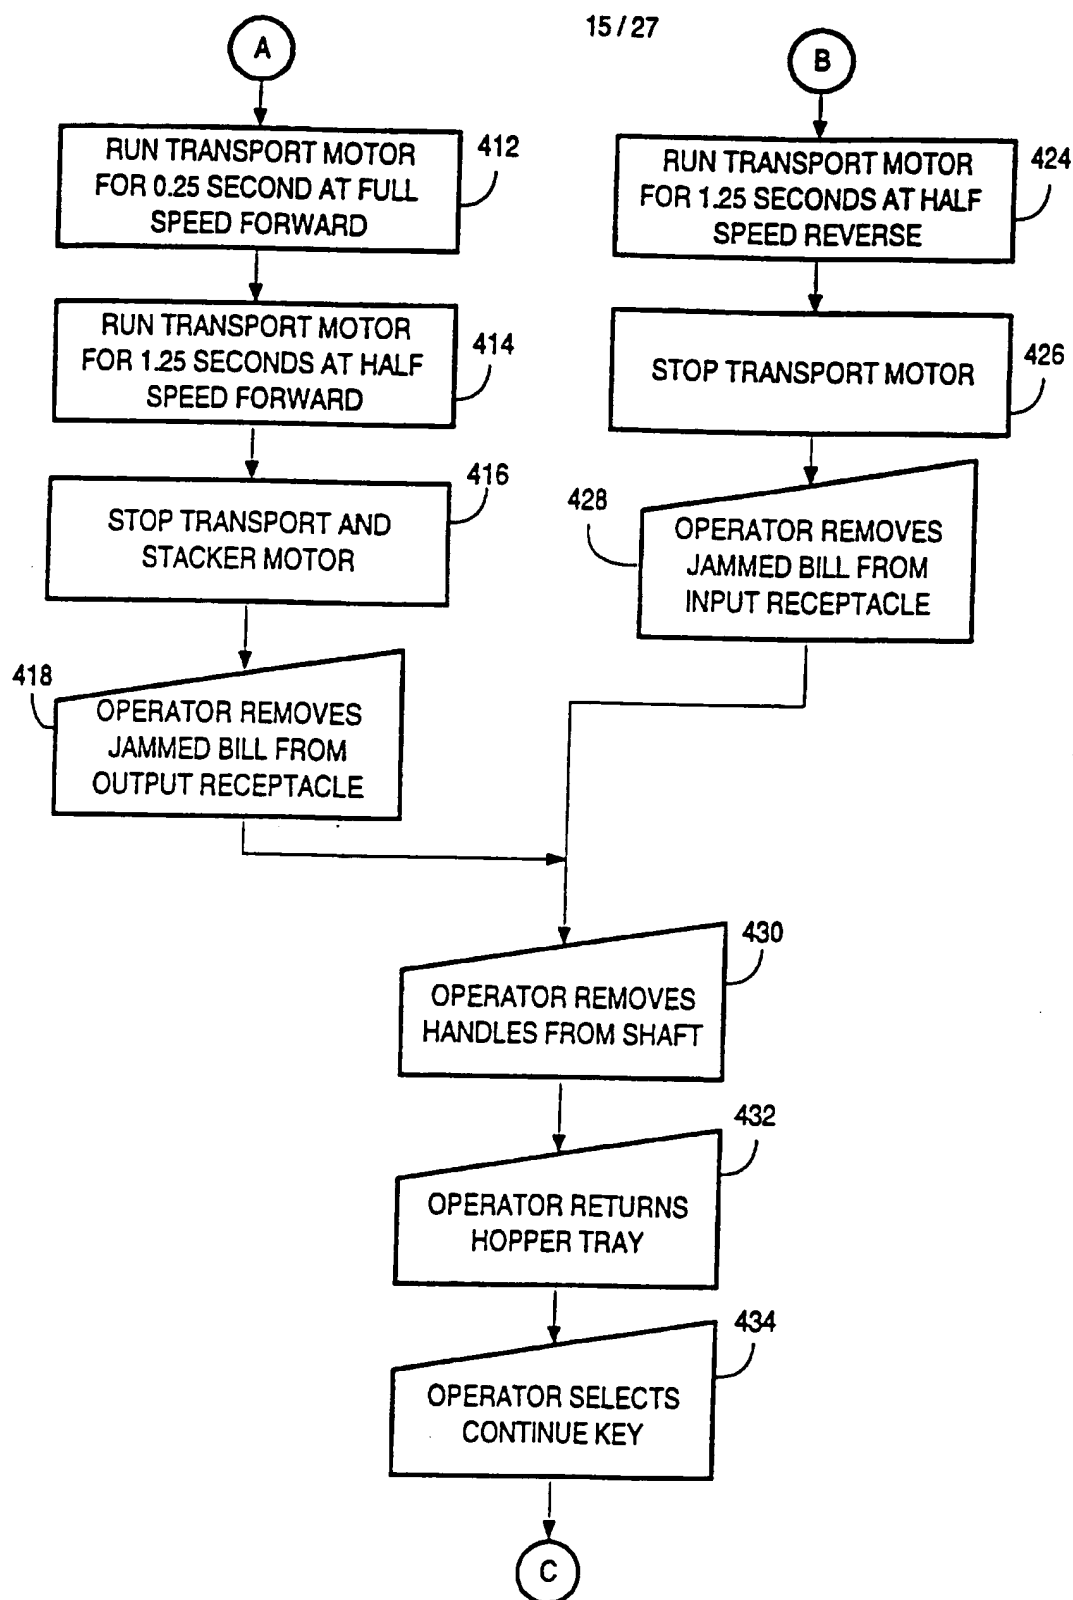 15/27
A
RUN TRANSPORT MOTOR
FOR 0.25 SECOND AT FULL
SPEED FORWARD
412
RUN TRANSPORT MOTOR
FOR 1.25 SECONDS AT HALF
SPEED FORWARD
414
STOP TRANSPORT AND
STACKER MOTOR
416
418
OPERATOR REMOVES
JAMMED BILL FROM
OUTPUT RECEPTACLE
B
RUN TRANSPORT MOTOR
FOR 1.25 SECONDS AT HALF
SPEED REVERSE
424
STOP TRANSPORT MOTOR
426
428
OPERATOR REMOVES
JAMMED BILL FROM
INPUT RECEPTACLE
OPERATOR REMOVES
HANDLES FROM SHAFT
430
OPERATOR RETURNS
HOPPER TRAY
432
OPERATOR SELECTS
CONTINUE KEY
434
C